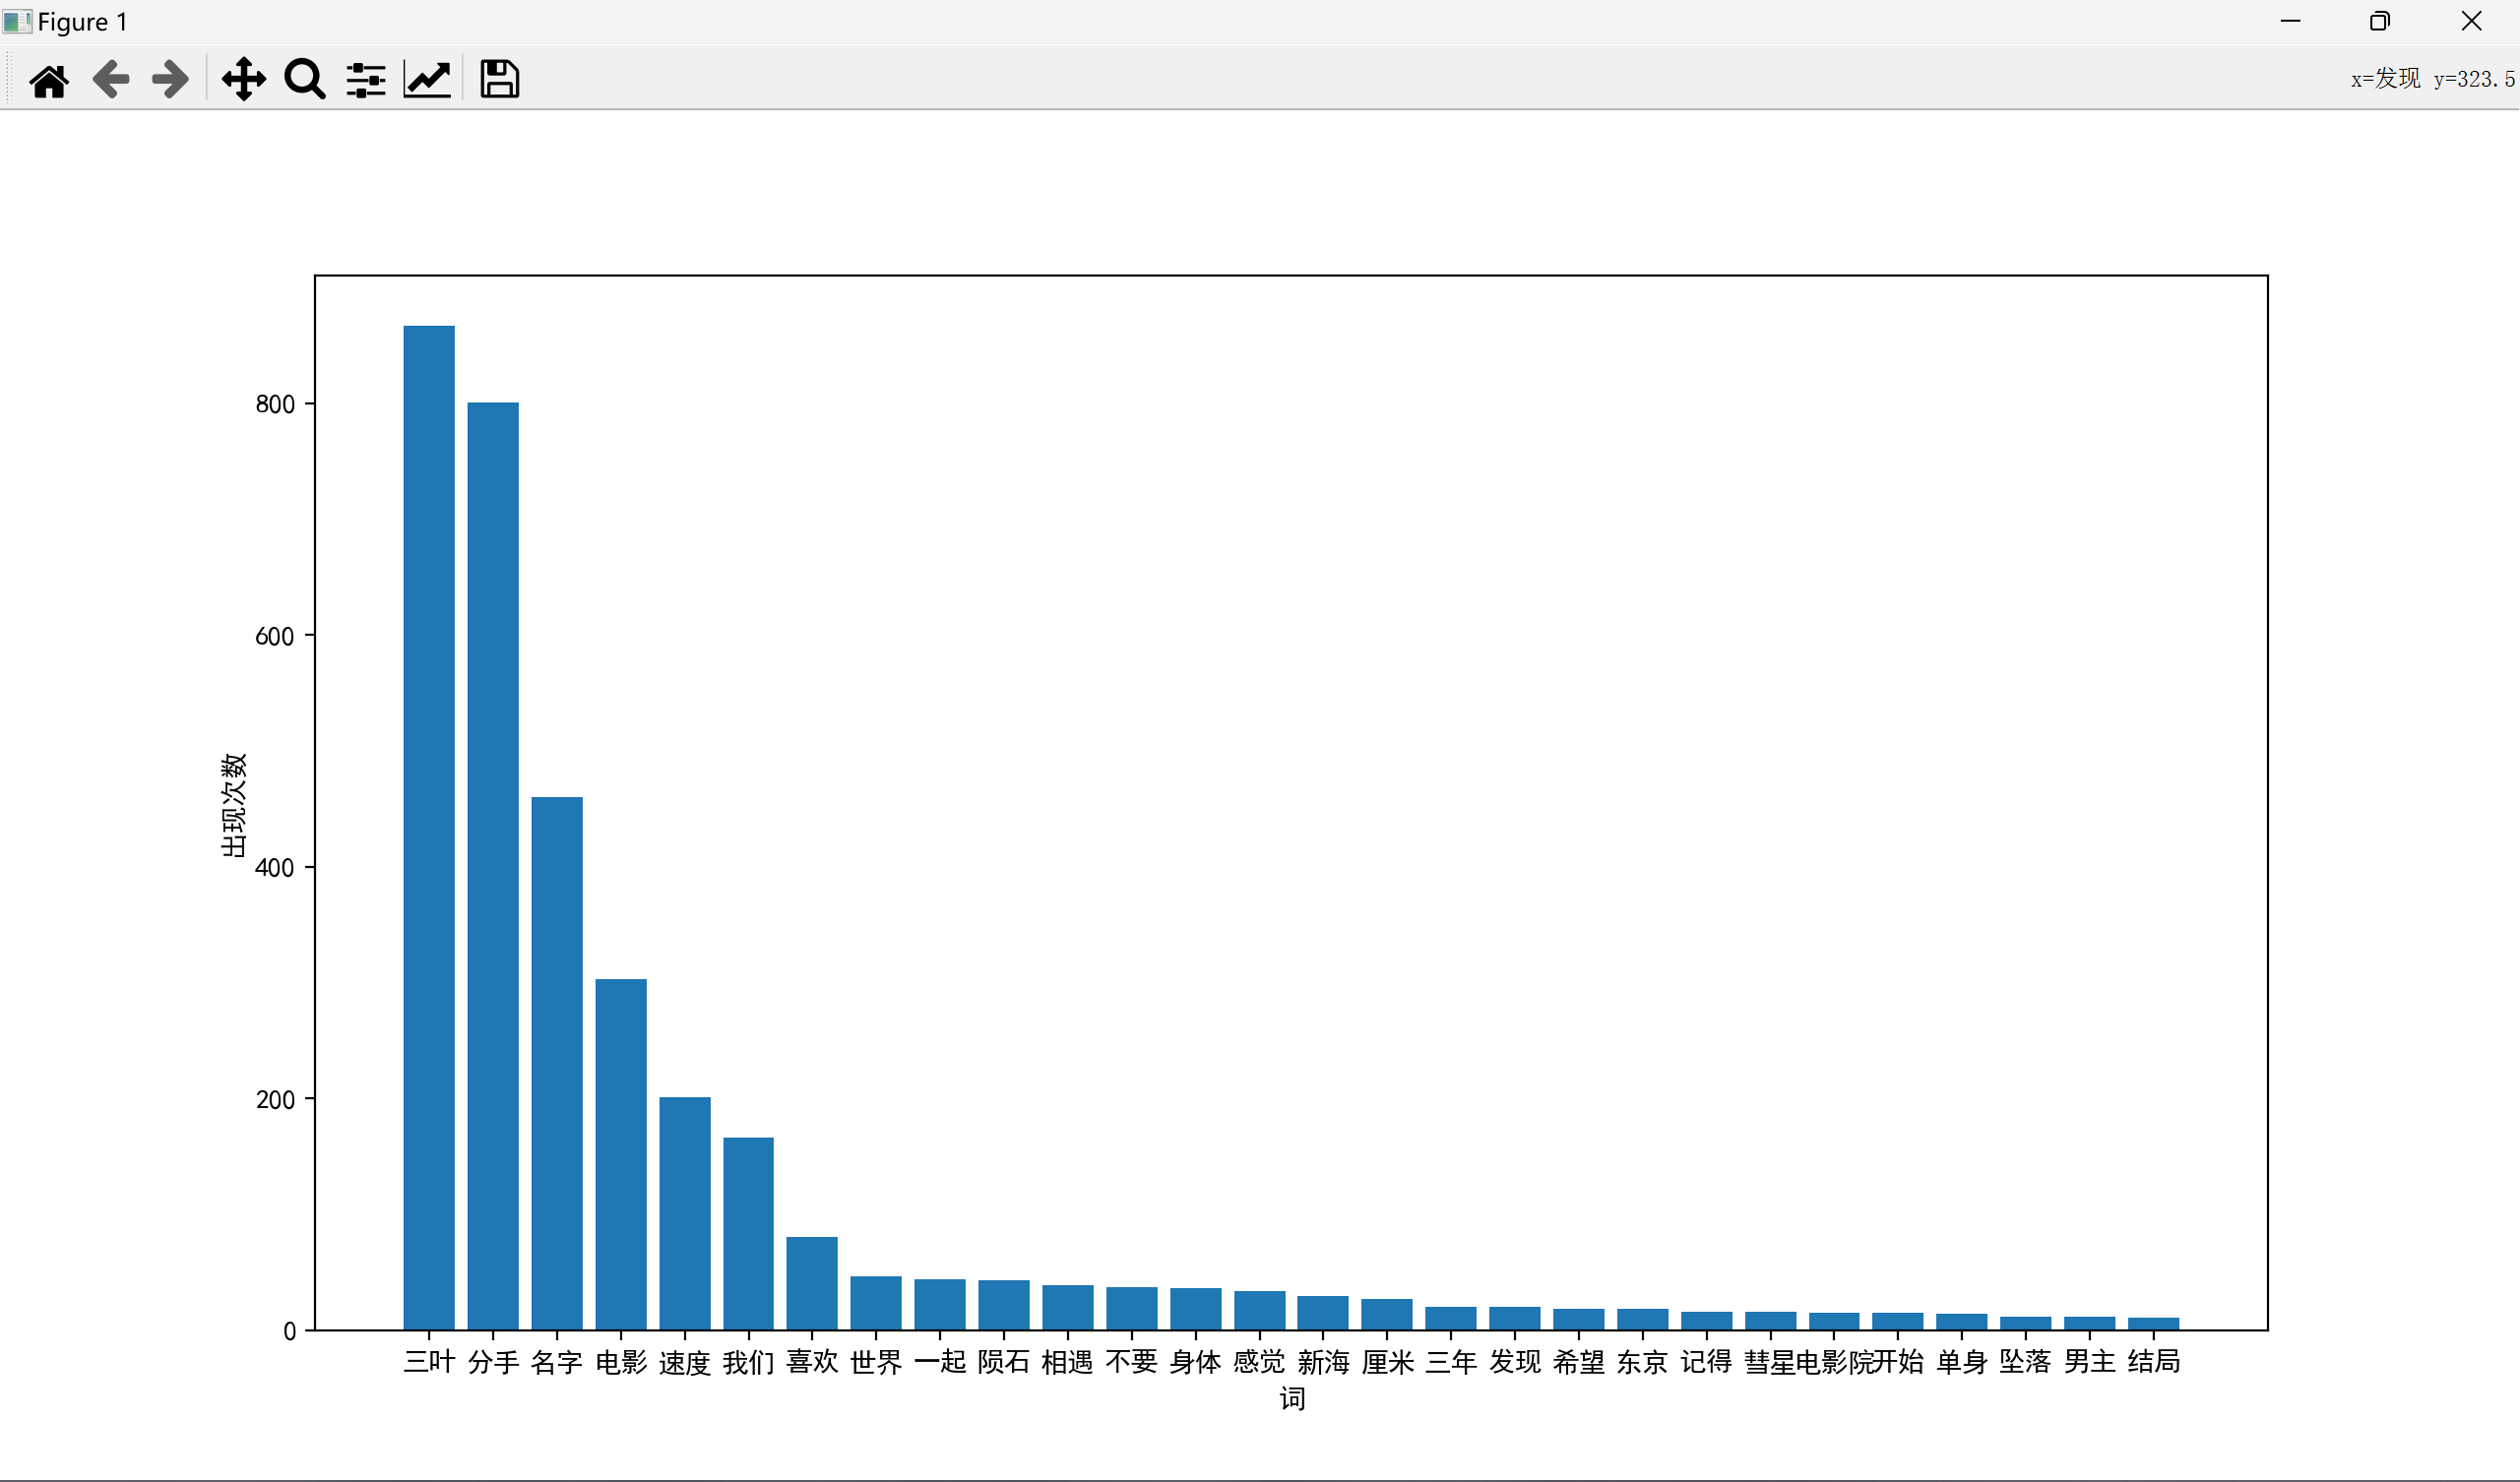 Figure 1
x=发现 y=323.5
800
600
400
200
0
出现次数
三叶 分手 名字 电影 速度 我们 喜欢 世界 一起 陨石 相遇 不要 身体 感觉 新海 厘米 三年 发现 希望 东京 记得 彗星 电影院 开始 单身 坠落 男主 结局
词